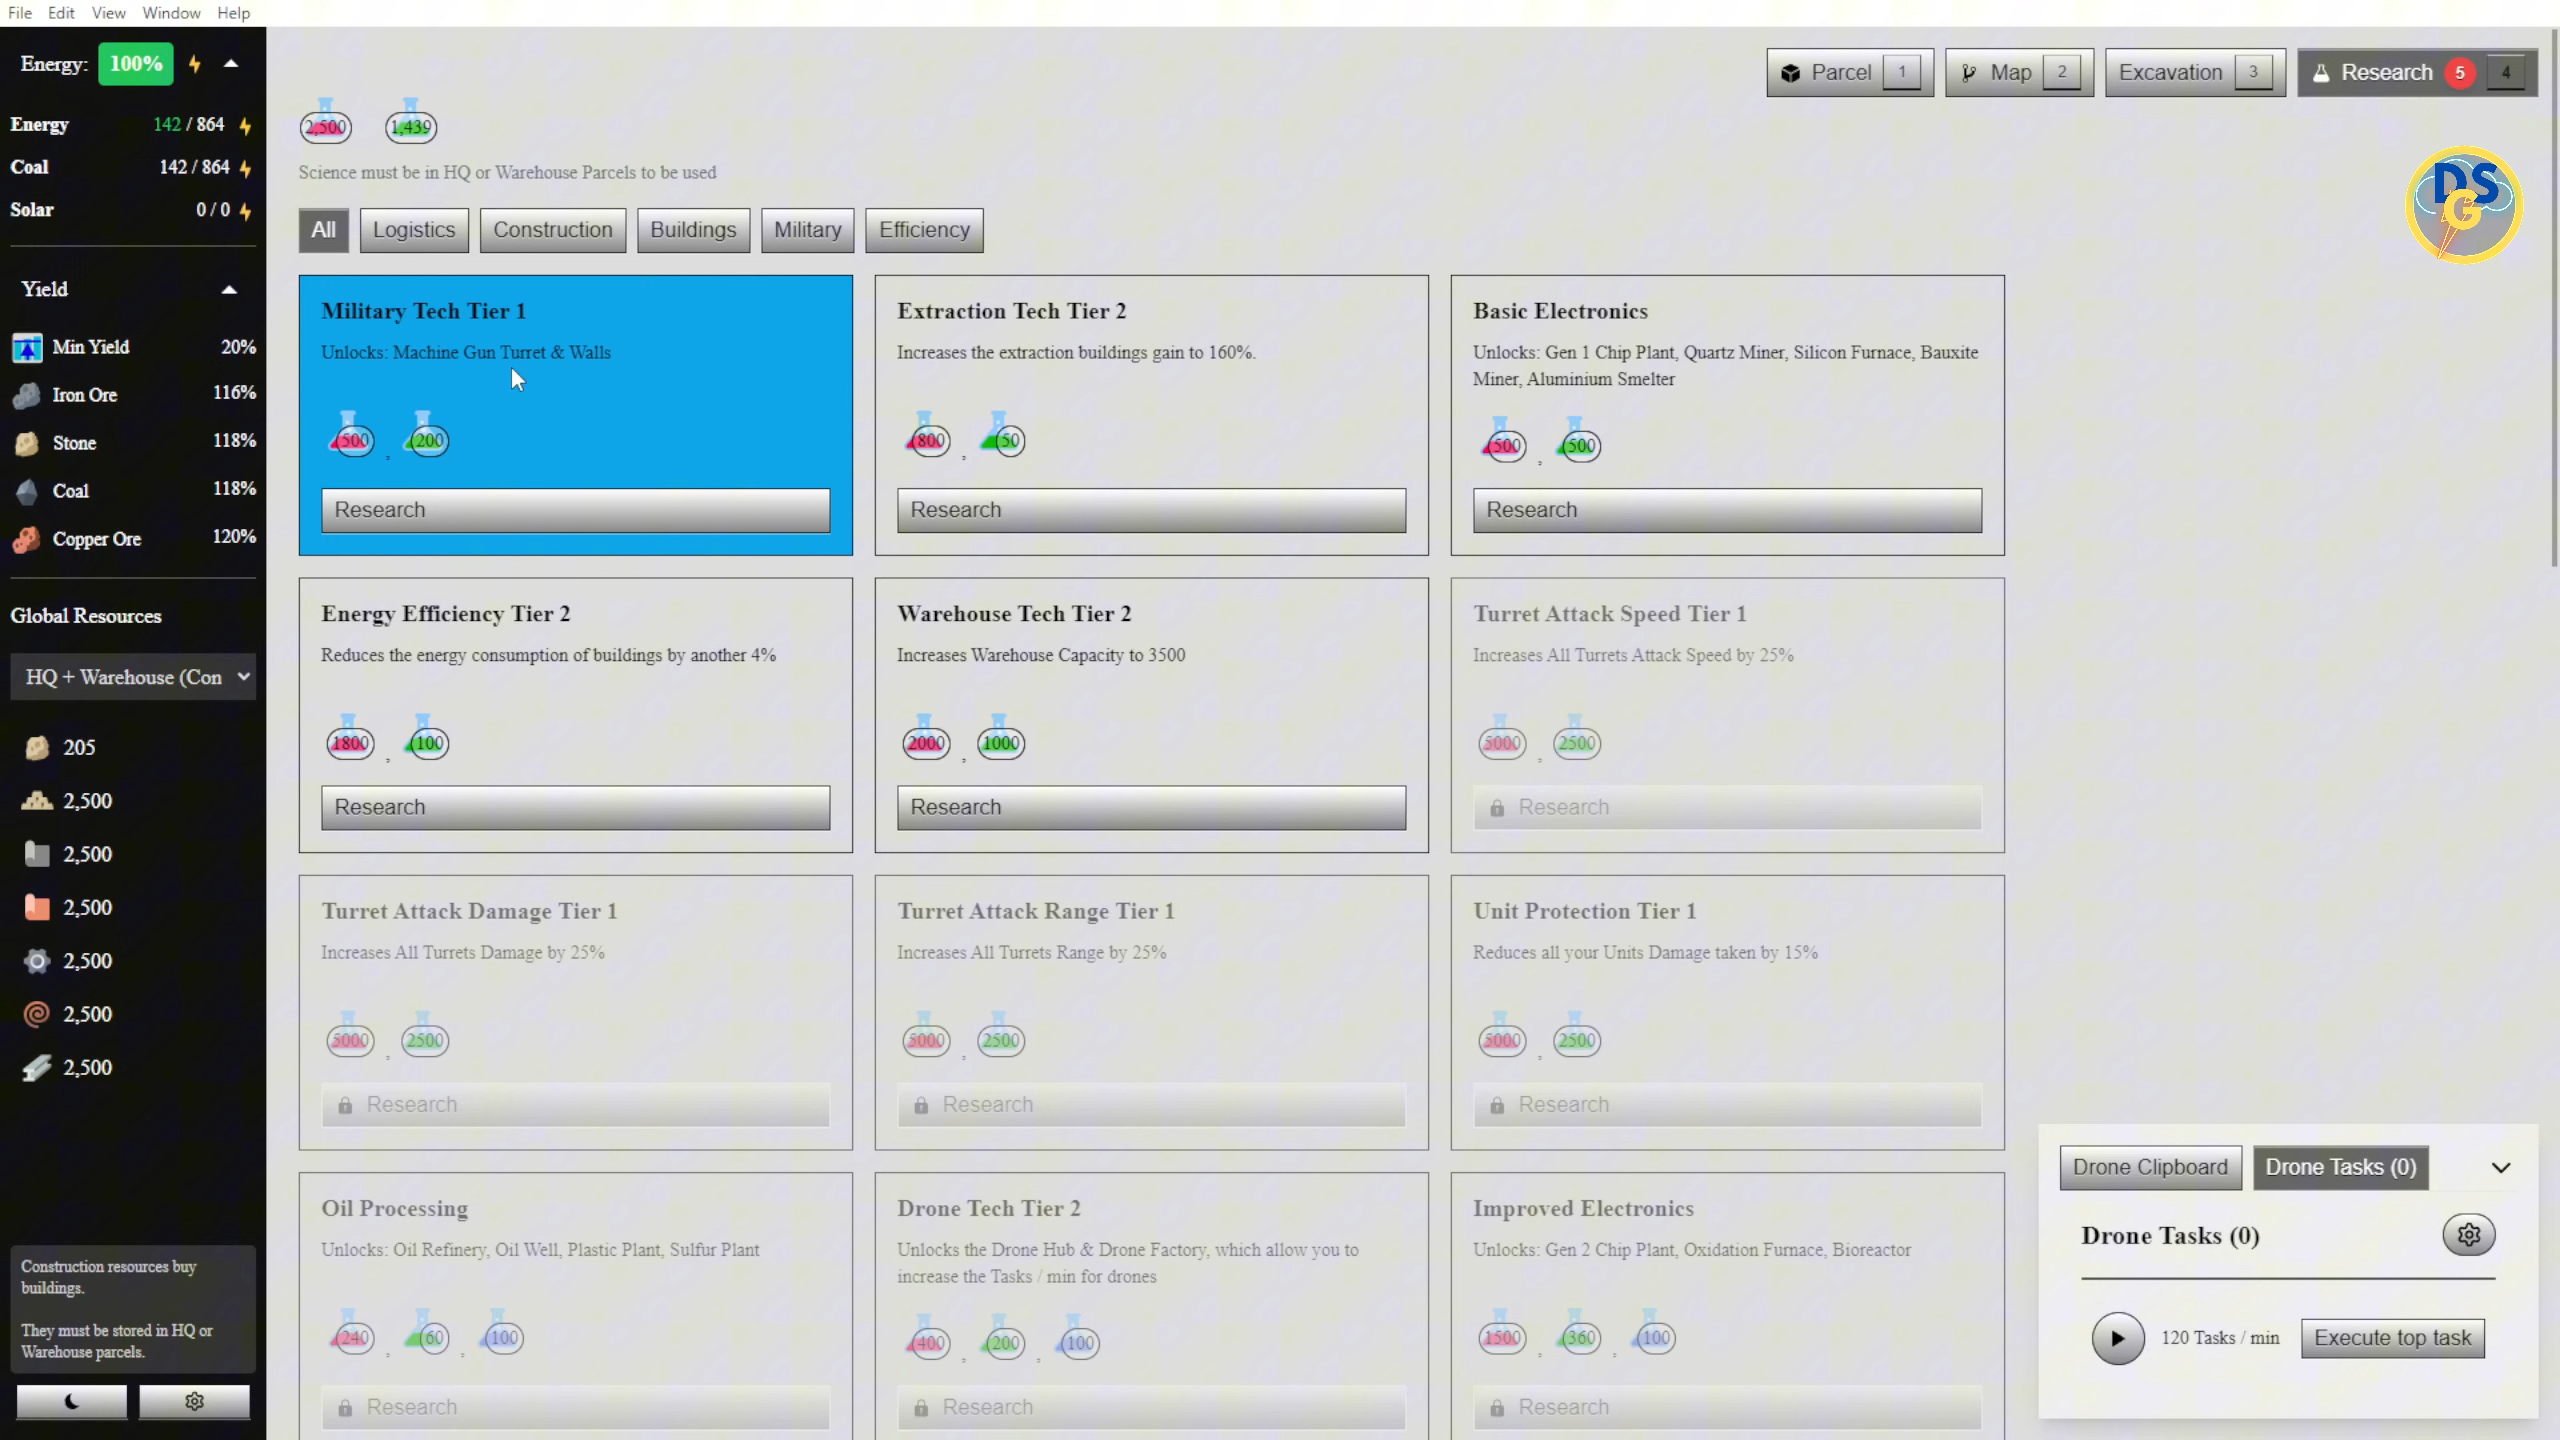 File Edit View Window Help
Energy: 100%
Energy 142 / 864
Coal 142 / 864
Solar 0 / 0
Yield
Min Yield 20%
Iron Ore 116%
Stone 118%
Coal 118%
Copper Ore 120%
Global Resources
HQ + Warehouse (Con
205
2,500
2,500
2,500
2,500
2,500
2,500
Construction resources buy
buildings.
They must be stored in HQ or
Warehouse parcels.
Parcel 1 Map 2 Excavation 3 Research 5 4
2,500 1,439
Science must be in HQ or Warehouse Parcels to be used
DSG
All Logistics Construction Buildings Military Efficiency
Military Tech Tier 1
Unlocks: Machine Gun Turret & Walls
500 , 200
Research
Extraction Tech Tier 2
Increases the extraction buildings gain to 160%.
800 , 50
Research
Basic Electronics
Unlocks: Gen 1 Chip Plant, Quartz Miner, Silicon Furnace, Bauxite
Miner, Aluminium Smelter
500 , 500
Research
Energy Efficiency Tier 2
Reduces the energy consumption of buildings by another 4%
1800 , 100
Research
Warehouse Tech Tier 2
Increases Warehouse Capacity to 3500
2000 , 1000
Research
Turret Attack Speed Tier 1
Increases All Turrets Attack Speed by 25%
5000 , 2500
Research
Turret Attack Damage Tier 1
Increases All Turrets Damage by 25%
5000 , 2500
Research
Turret Attack Range Tier 1
Increases All Turrets Range by 25%
5000 , 2500
Research
Unit Protection Tier 1
Reduces all your Units Damage taken by 15%
5000 , 2500
Research
Oil Processing
Unlocks: Oil Refinery, Oil Well, Plastic Plant, Sulfur Plant
240 , 60 , 100
Research
Drone Tech Tier 2
Unlocks the Drone Hub & Drone Factory, which allow you to
increase the Tasks / min for drones
400 , 200 , 100
Research
Improved Electronics
Unlocks: Gen 2 Chip Plant, Oxidation Furnace, Bioreactor
1500 , 360 , 100
Research
Drone Clipboard Drone Tasks (0)
Drone Tasks (0)
120 Tasks / min Execute top task